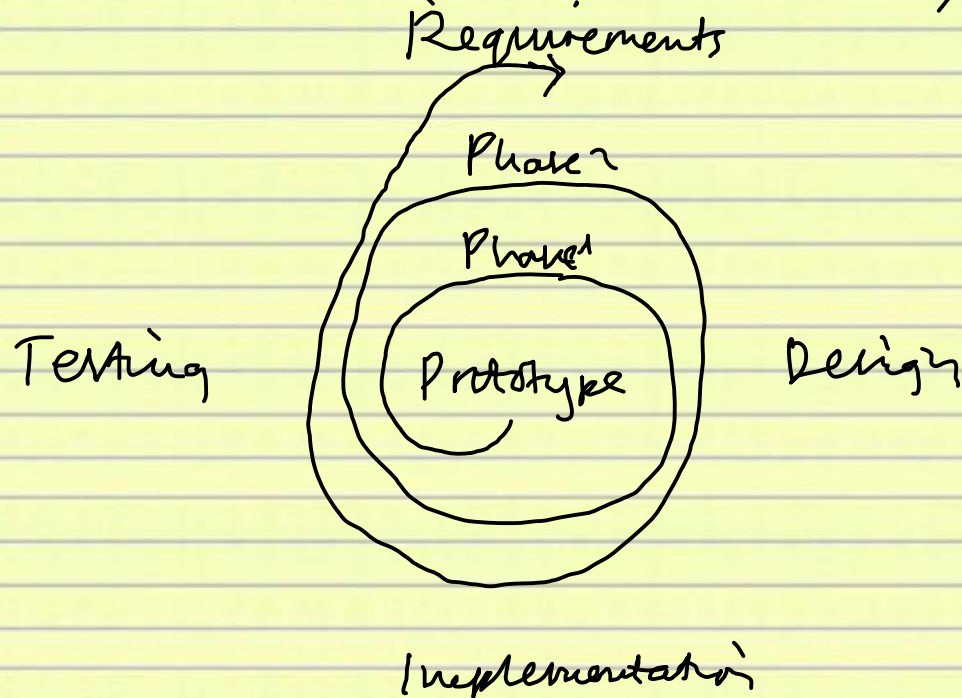 Requirements
Phase 2
Phase 1
Testing
Prototype
Design
Implementation